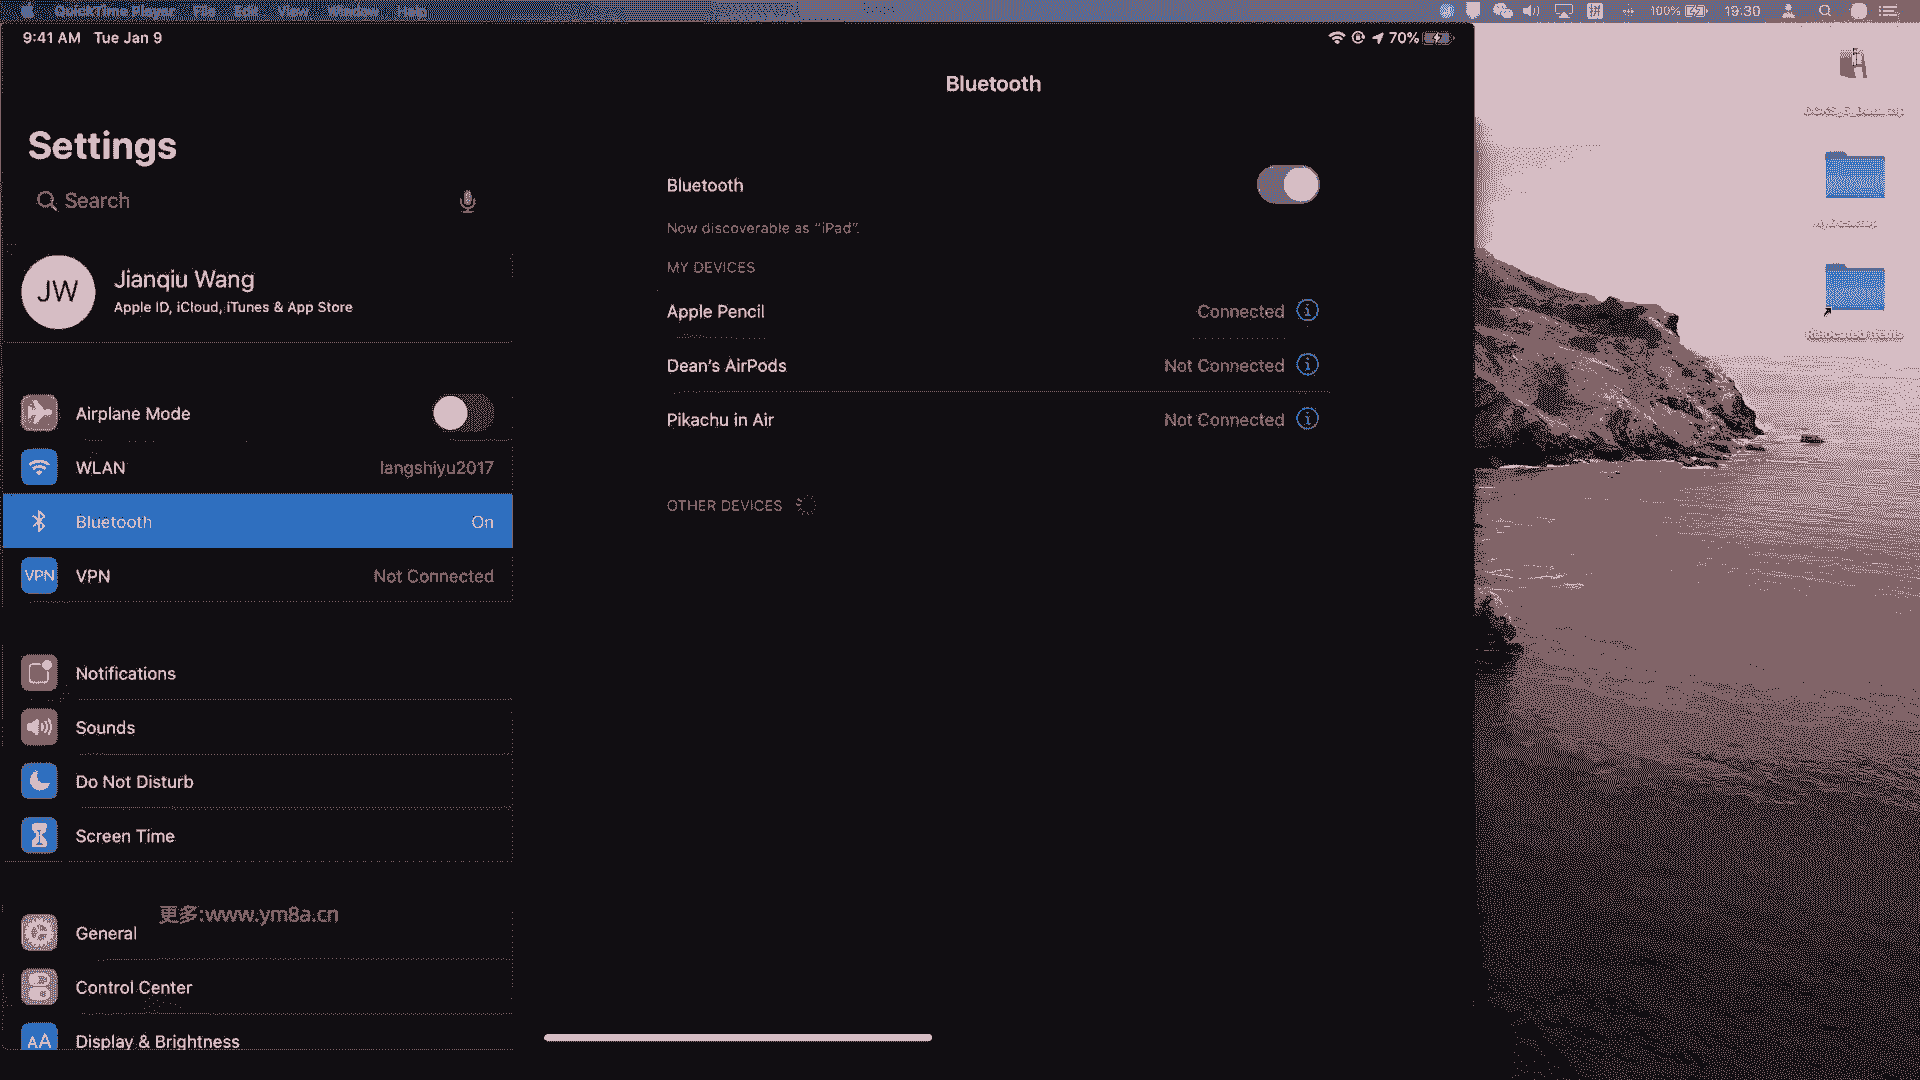 QuickTime Player File Edit View Window Help
100% 19:30
9:41 AM Tue Jan 9
70%
Bluetooth
Settings
Search
JW
Jianqiu Wang
Apple ID, iCloud, iTunes & App Store
Airplane Mode
WLAN langshiyu2017
Bluetooth On
VPN VPN Not Connected
Notifications
Sounds
Do Not Disturb
Screen Time
更多:www.ym8a.cn
General
Control Center
AA Display & Brightness
Bluetooth
Now discoverable as “iPad”.
MY DEVICES
Apple Pencil Connected
Dean’s AirPods Not Connected
Pikachu in Air Not Connected
OTHER DEVICES